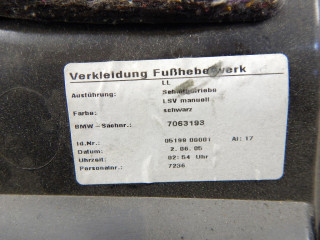 Verkleidung Fußhebelwerk
LL
Ausführung: Schaltgetriebe
LSV manuell
Farbe: schwarz
BMW-Sachnr.: 7063193
Id.Nr.: 05199 00001 AI: 17
Datum: 2.06.05
Uhrzeit: 02:54 Uhr
Personalnr.: 7236